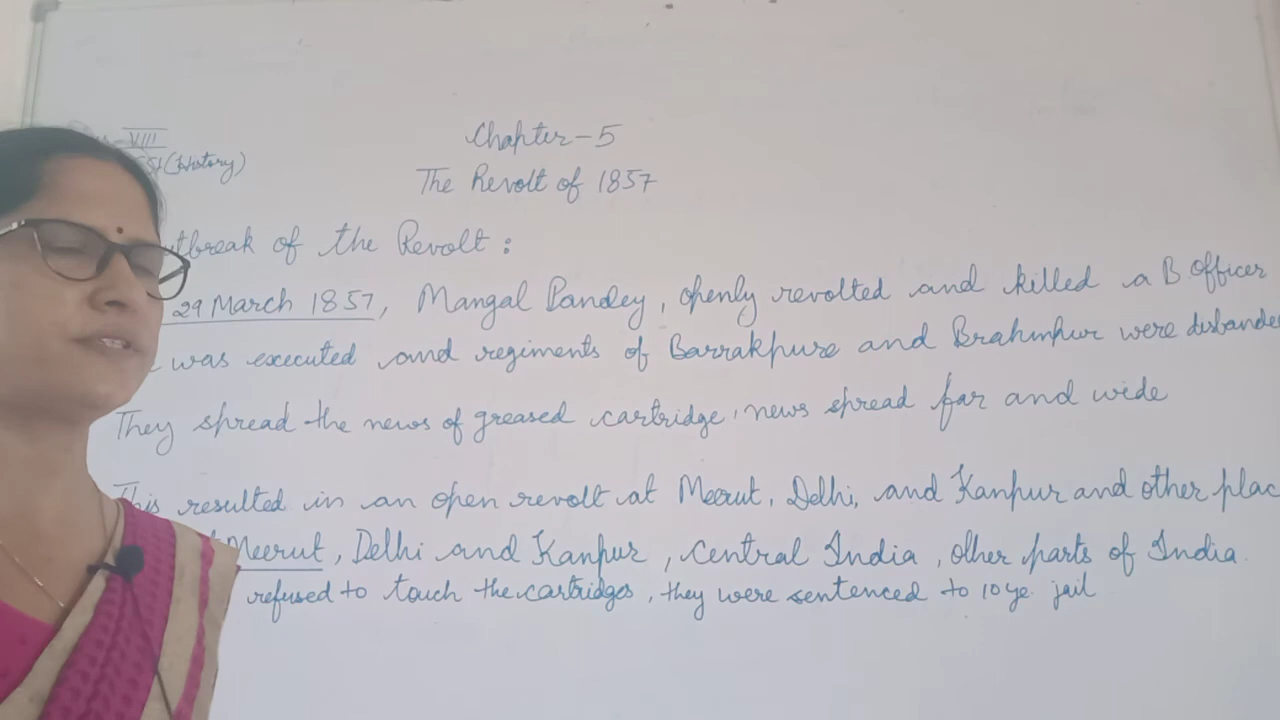 VIII
Chapter-5
SSt(History)
The Revolt of 1857
tbreak of the Revolt :
29 March 1857, Mangal Pandey, openly revolted and killed a B officer
was executed and regiments of Barrakpure and Brahmpur were disbande
They spread the news of greased cartridge, news spread far and wide
This resulted in an open revolt at Meerut, Delhi, and Kanpur and other plac
Meerut, Delhi and Kanpur, Central India, other parts of India.
refused to touch the cartridges, they were sentenced to 10ye. jail